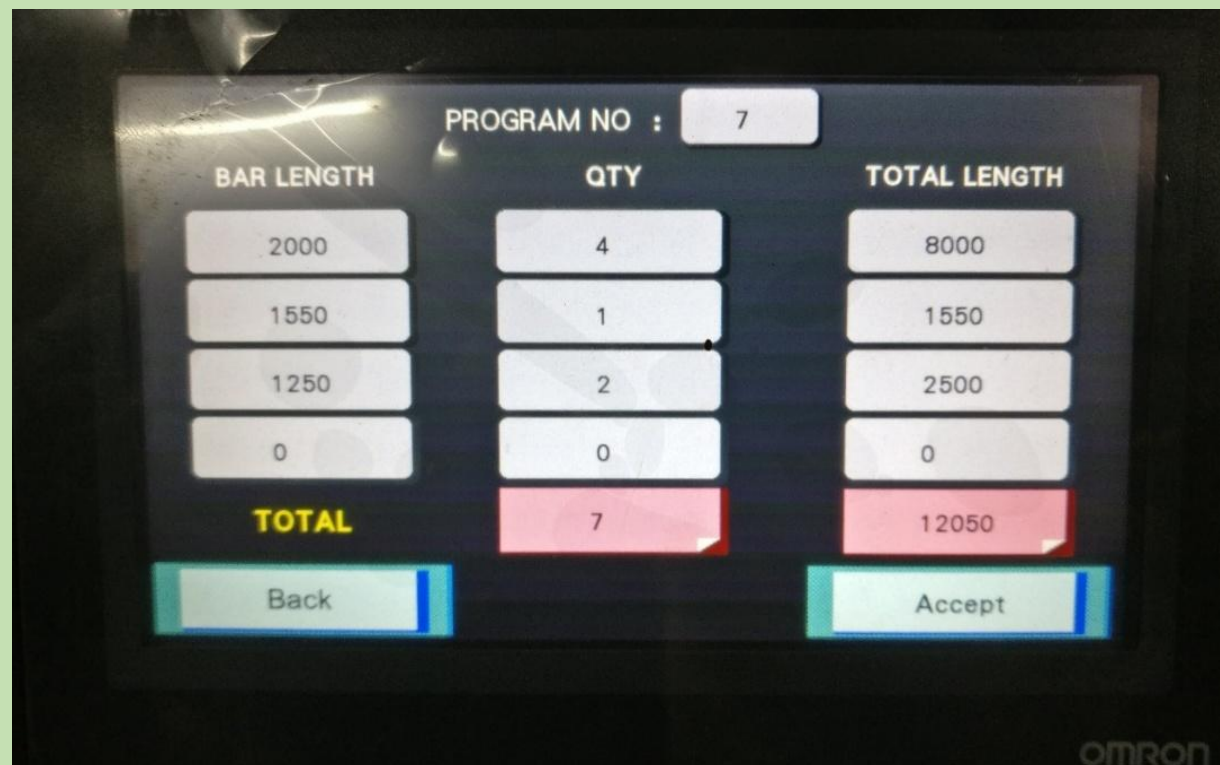 PROGRAM NO : 7
BAR LENGTH QTY TOTAL LENGTH
2000 4 8000
1550 1 1550
1250 2 2500
0 0 0
TOTAL 7 12050
Back Accept
OMRON